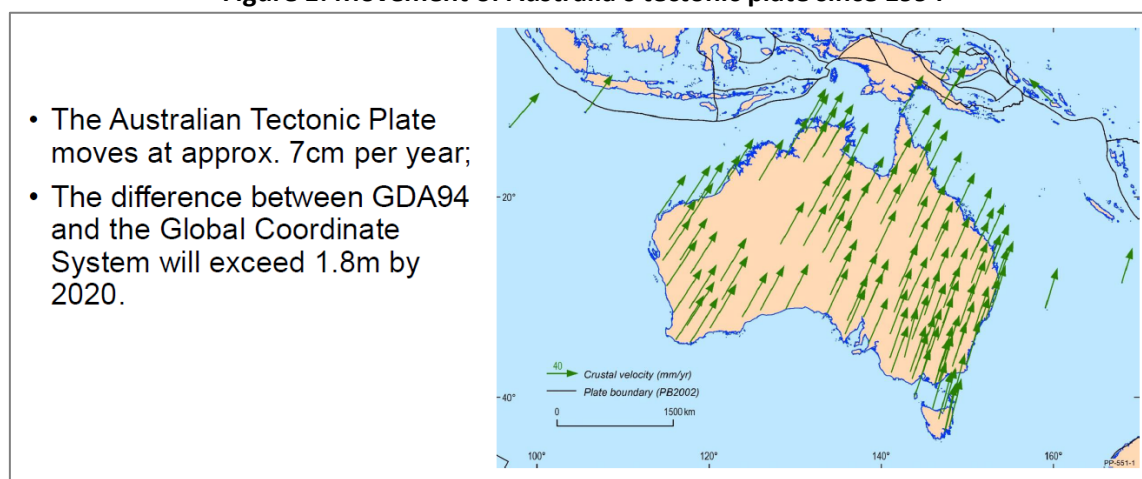 • The Australian Tectonic Plate
moves at approx. 7cm per year;
• The difference between GDA94
and the Global Coordinate
System will exceed 1.8m by
2020.
20°
40°
40
Crustal velocity (mm/yr)
Plate boundary (PB2002)
0 1500 km
100° 120° 140° 160°
PP-551-1